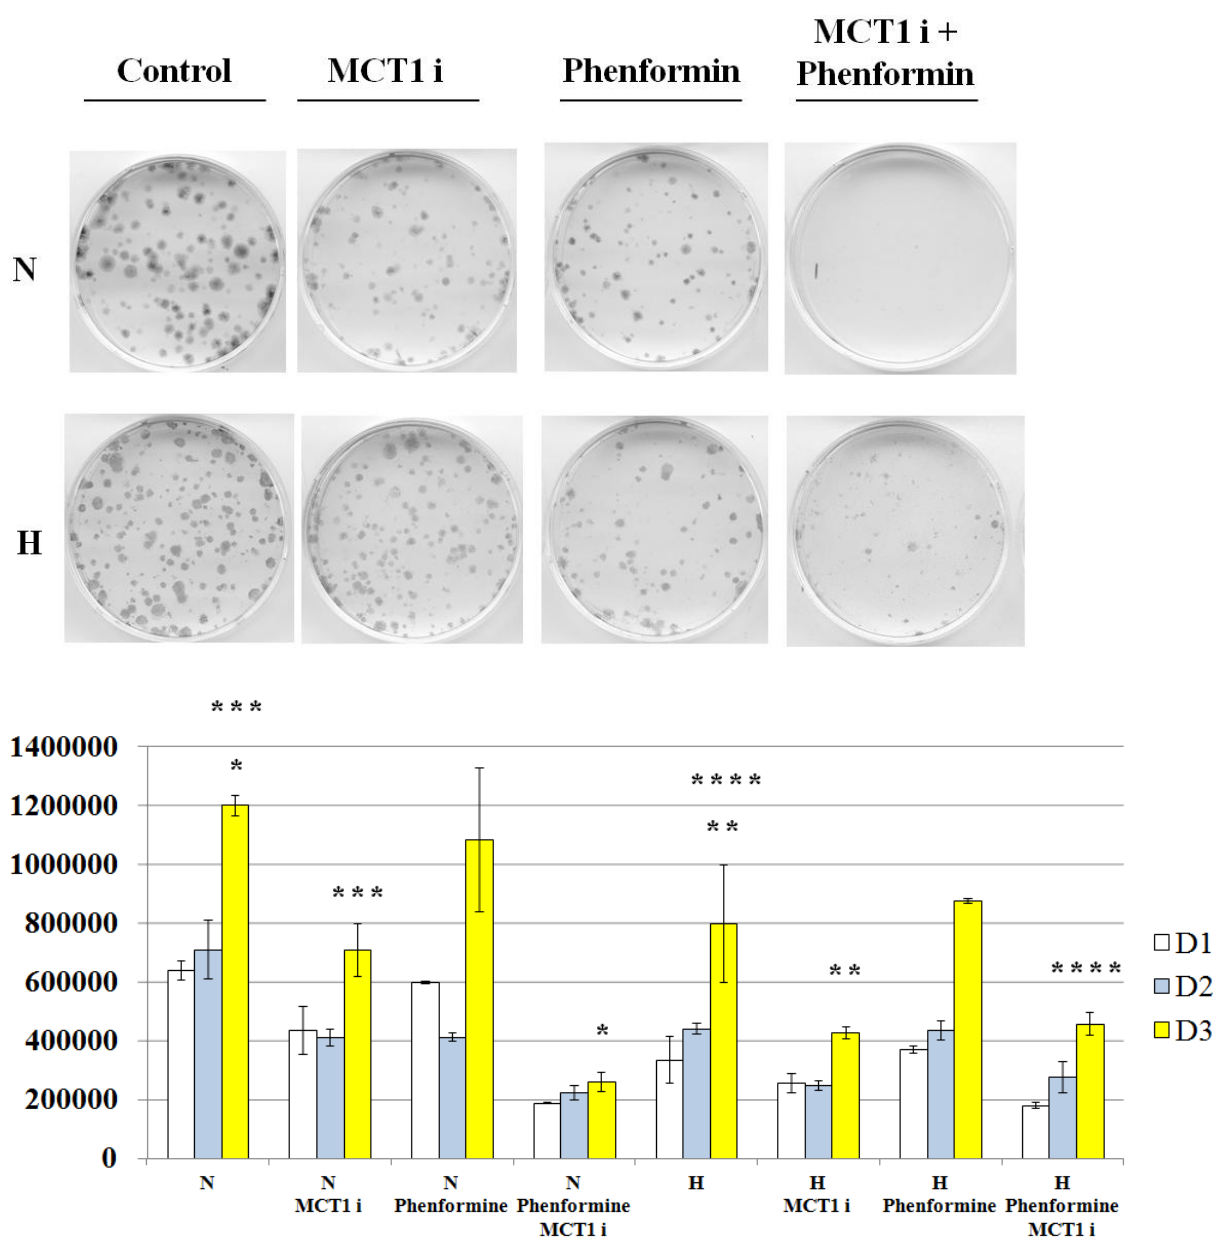 Control
MCT1 i
Phenformin
MCT1 i +
Phenformin
N
H
***
*
***
*
****
**
**
****
1400000
1200000
1000000
800000
600000
400000
200000
0
D1
D2
D3
N
N
MCT1 i
N
Phenformine
N
Phenformine
MCT1 i
H
H
MCT1 i
H
Phenformine
H
Phenformine
MCT1 i